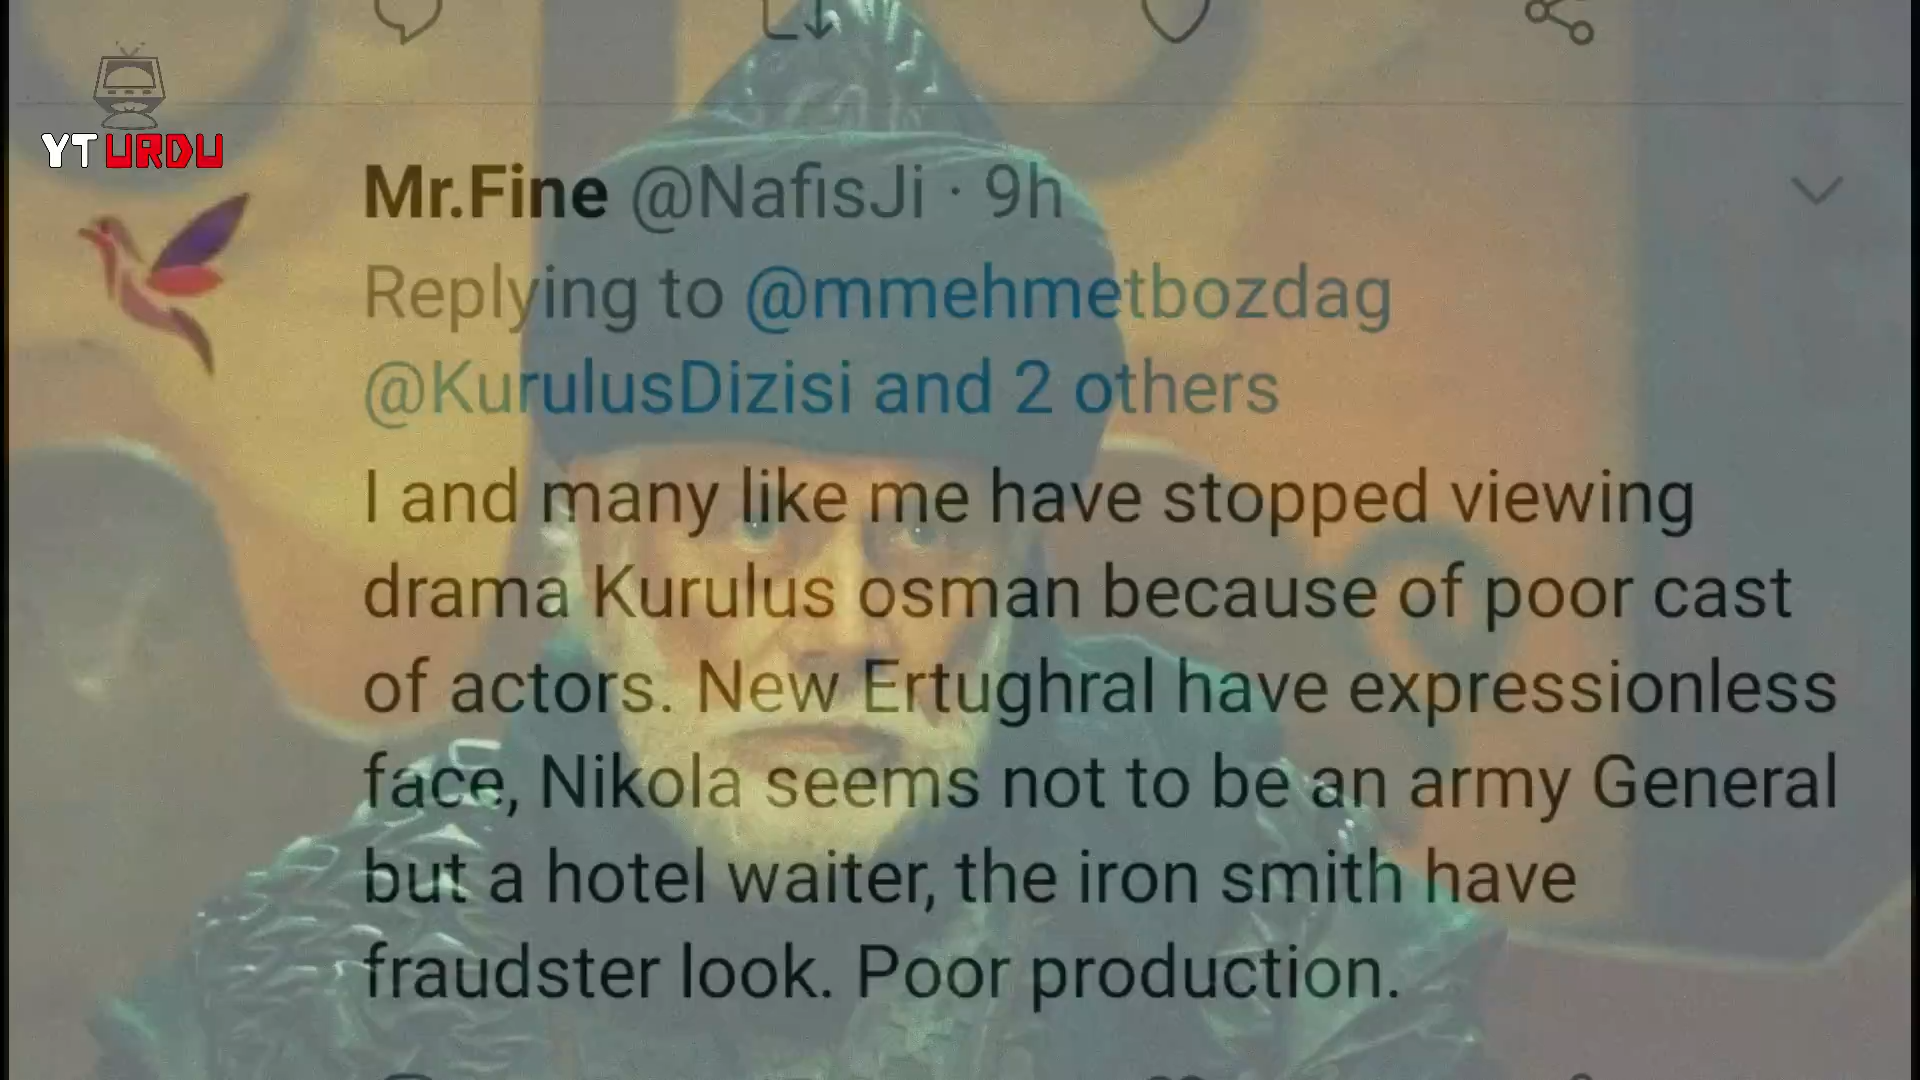 YT URDU
Mr.Fine @NafisJi · 9h
Replying to @mmehmetbozdag
@KurulusDizisi and 2 others
I and many like me have stopped viewing
drama Kurulus osman because of poor cast
of actors. New Ertughral have expressionless
face, Nikola seems not to be an army General
but a hotel waiter, the iron smith have
fraudster look. Poor production.